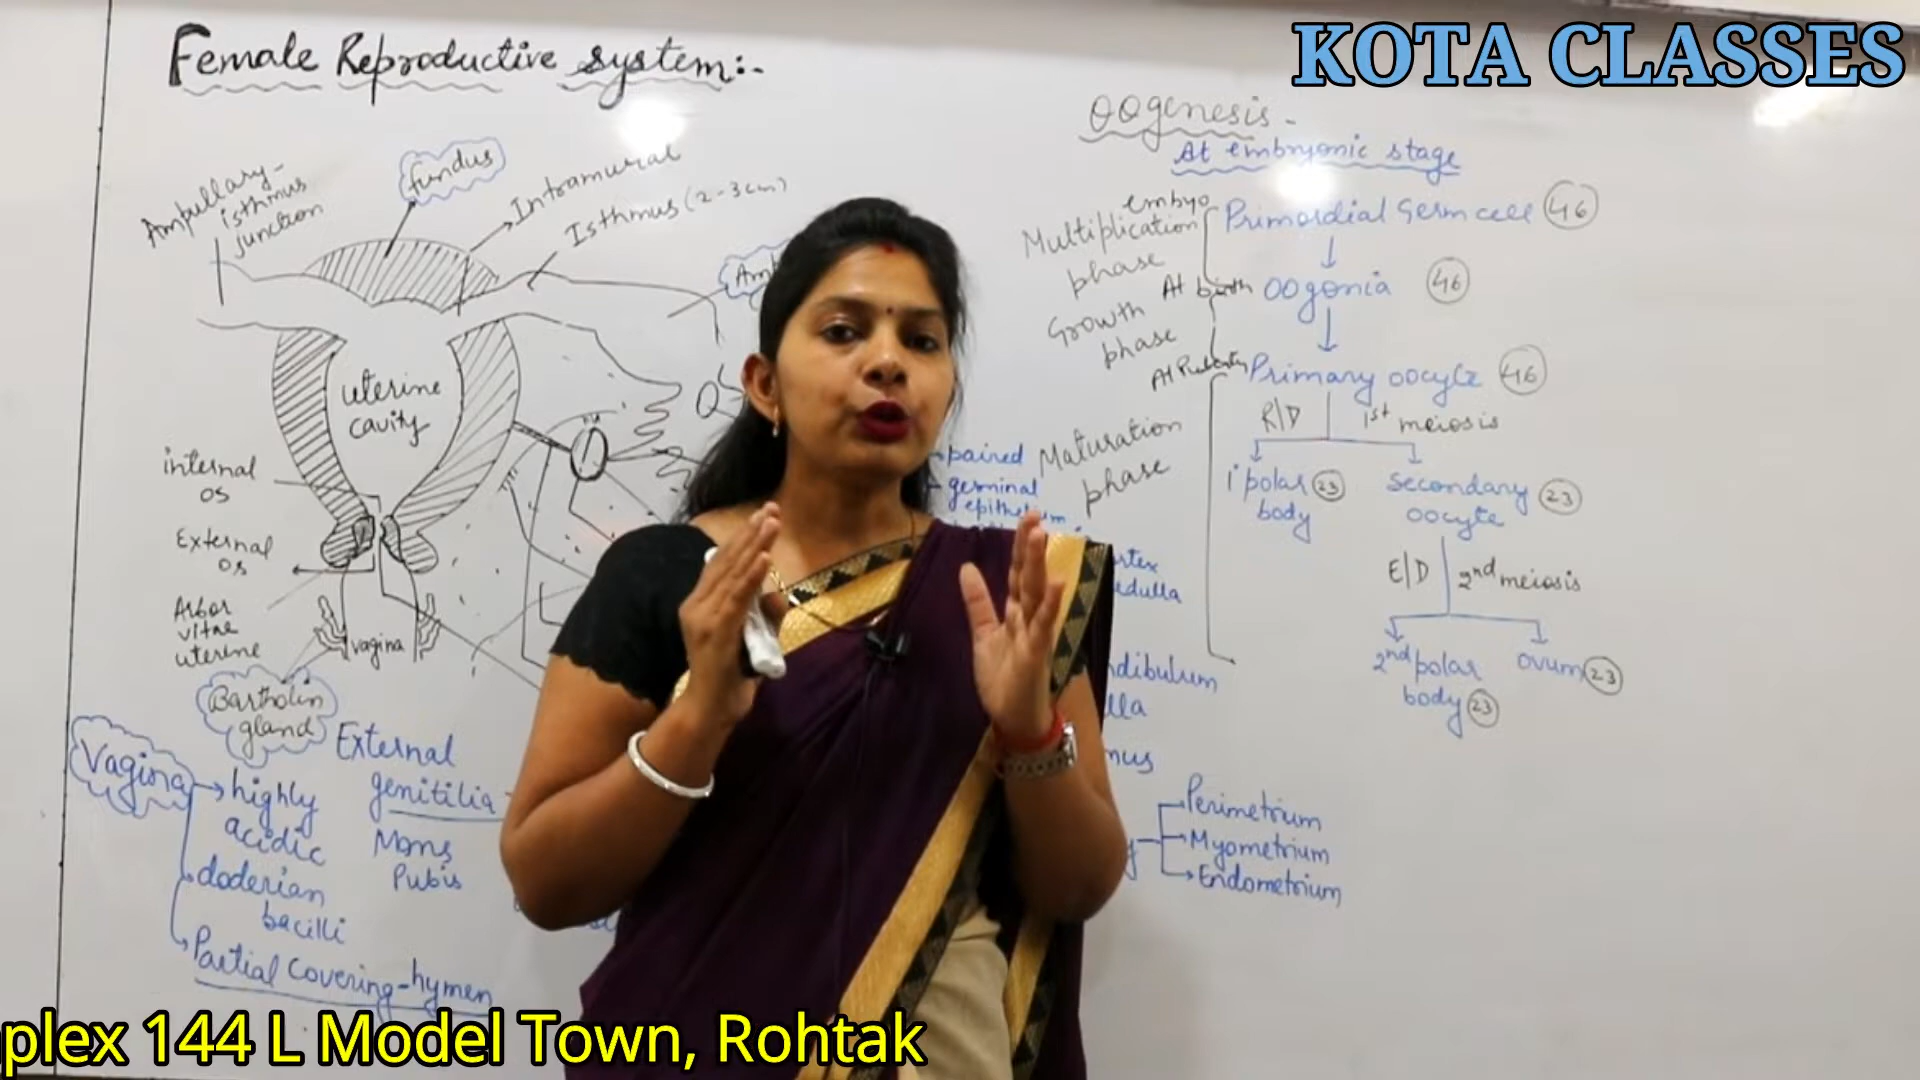 KOTA CLASSES
Female Reproductive system:-
Ampullary-
isthmus
junction
fundus
Intramural
Isthmus (2-3cm)
uterine
cavity
internal
os
External
os
Arbor
vitae
uterine
vagina
Bartholin
gland
Vagina
highly
acidic
doderian
bacilli
Partial covering-hymen
External
genitilia
Mons
Pubis
paired
germinal
epithelium
Oogenesis-
At embryonic stage
embyo
Primordial Germ cell 46
Multiplication
phase
At birth
Oogonia 46
Growth
phase
At Puberty
Primary oocyte 46
R/D 1st meiosis
Maturation
phase
1 polar 23
body
secondary 23
oocyte
E/D 2nd meiosis
2nd polar
body 23
ovum 23
Perimetrium
Myometrium
Endometrium
plex 144 L Model Town, Rohtak